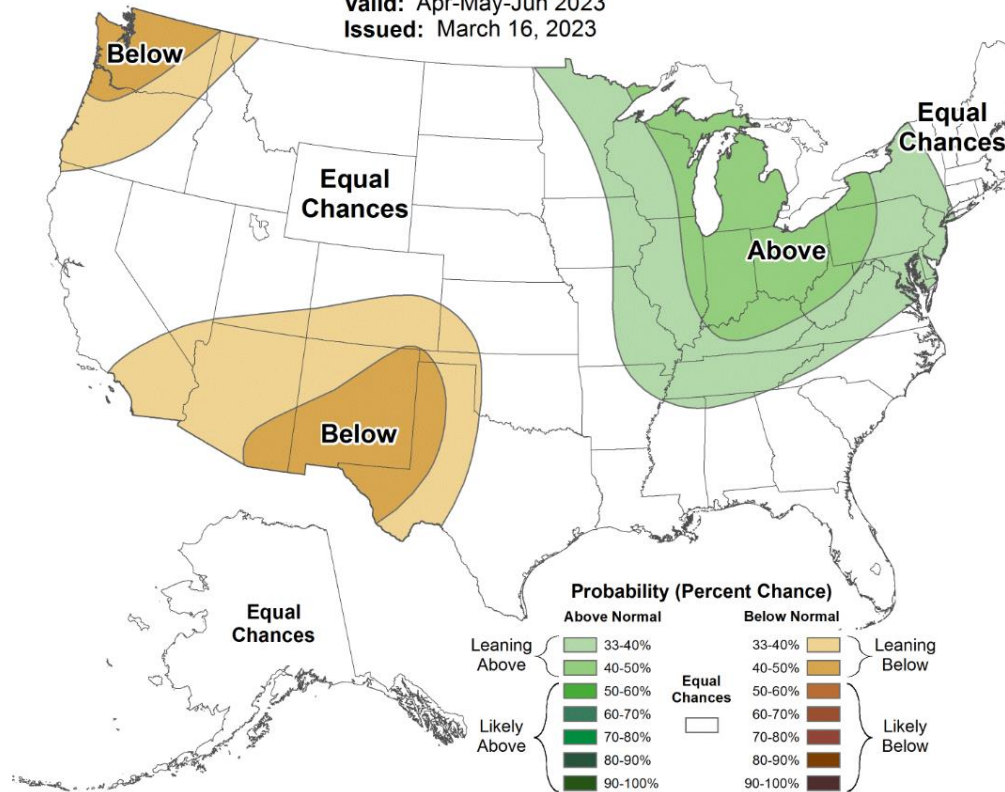 Valid: Apr-May-Jun 2023
Issued: March 16, 2023
Below
Equal
Chances
Equal
Chances
Above
Below
Equal
Chances
Probability (Percent Chance)
Above Normal
Below Normal
Leaning
Above
33-40%
40-50%
Likely
Above
50-60%
60-70%
70-80%
80-90%
90-100%
Equal
Chances
33-40%
40-50%
Leaning
Below
50-60%
60-70%
70-80%
80-90%
90-100%
Likely
Below